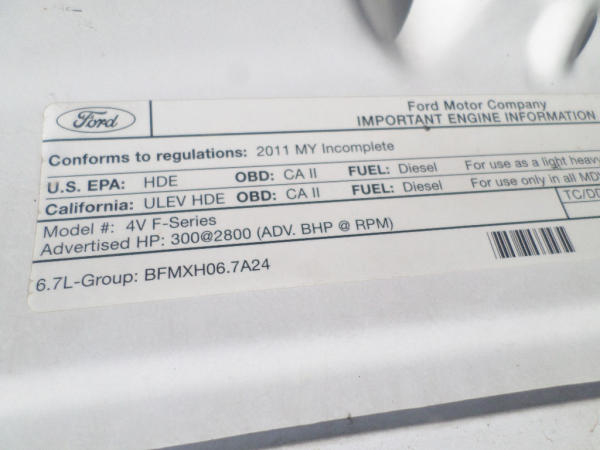 Ford
Ford Motor Company
IMPORTANT ENGINE INFORMATION
Conforms to regulations: 2011 MY Incomplete
U.S. EPA: HDE OBD: CA II FUEL: Diesel For use as a light heavy
California: ULEV HDE OBD: CA II FUEL: Diesel For use only in all
Model #: 4V F-Series
Advertised HP: 300@2800 (ADV. BHP @ RPM)
6.7L-Group: BFMXH06.7A24